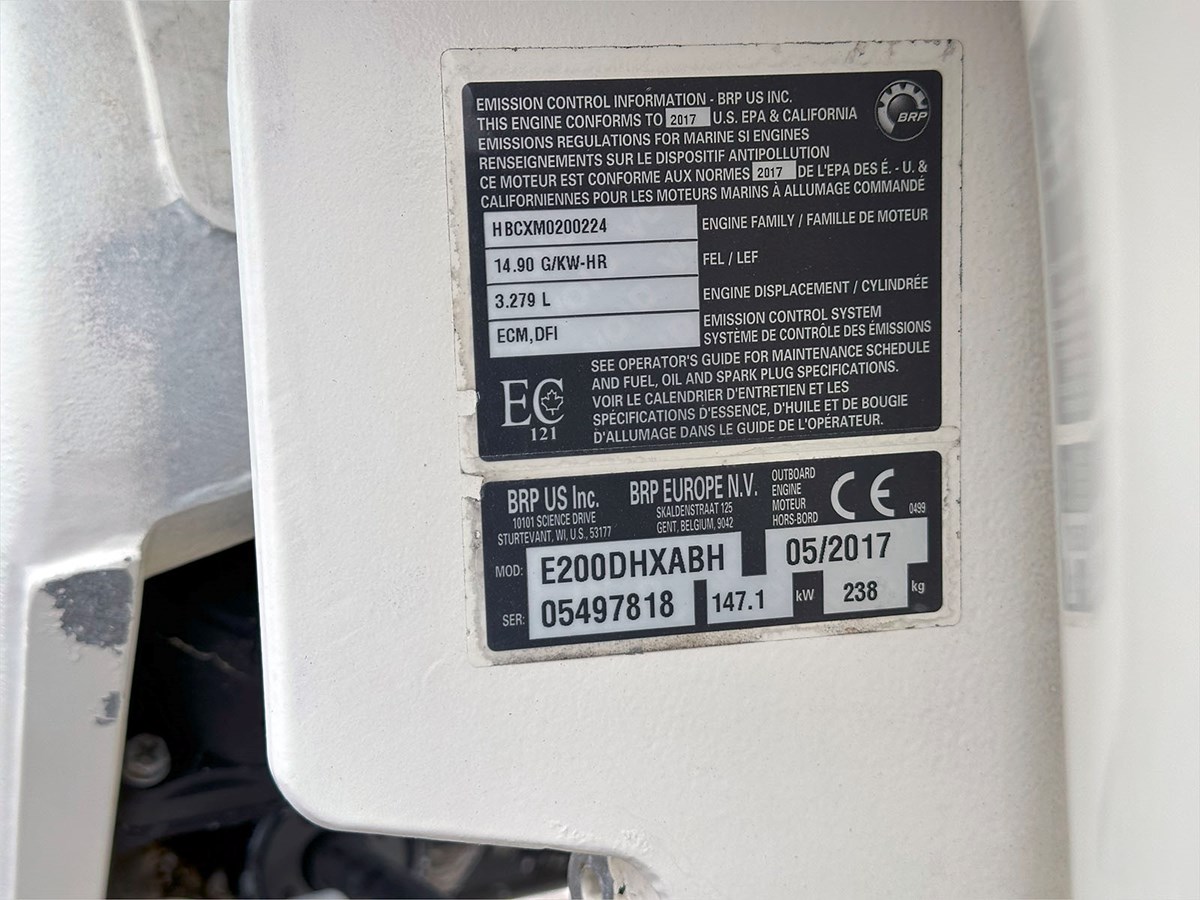 EMISSION CONTROL INFORMATION - BRP US INC.
THIS ENGINE CONFORMS TO 2017 U.S. EPA & CALIFORNIA
EMISSIONS REGULATIONS FOR MARINE SI ENGINES
RENSEIGNEMENTS SUR LE DISPOSITIF ANTIPOLLUTION
CE MOTEUR EST CONFORME AUX NORMES 2017 DE L'EPA DES É. - U. &
CALIFORNIENNES POUR LES MOTEURS MARINS À ALLUMAGE COMMANDÉ
BRP
HBCXM0200224 ENGINE FAMILY / FAMILLE DE MOTEUR
14.90 G/KW-HR FEL / LEF
3.279 L ENGINE DISPLACEMENT / CYLINDRÉE
ECM,DFI EMISSION CONTROL SYSTEM
SYSTÈME DE CONTRÔLE DES ÉMISSIONS
SEE OPERATOR'S GUIDE FOR MAINTENANCE SCHEDULE
AND FUEL, OIL AND SPARK PLUG SPECIFICATIONS.
VOIR LE CALENDRIER D'ENTRETIEN ET LES
SPÉCIFICATIONS D'ESSENCE, D'HUILE ET DE BOUGIE
D'ALLUMAGE DANS LE GUIDE DE L'OPÉRATEUR.
EC
121
BRP US Inc.
10101 SCIENCE DRIVE
STURTEVANT, WI, U.S., 53177
BRP EUROPE N.V.
SKALDENSTRAAT 125
GENT, BELGIUM, 9042
OUTBOARD
ENGINE
MOTEUR
HORS-BORD
CE 0499
MOD: E200DHXABH 05/2017
SER: 05497818 147.1 kW 238 kg